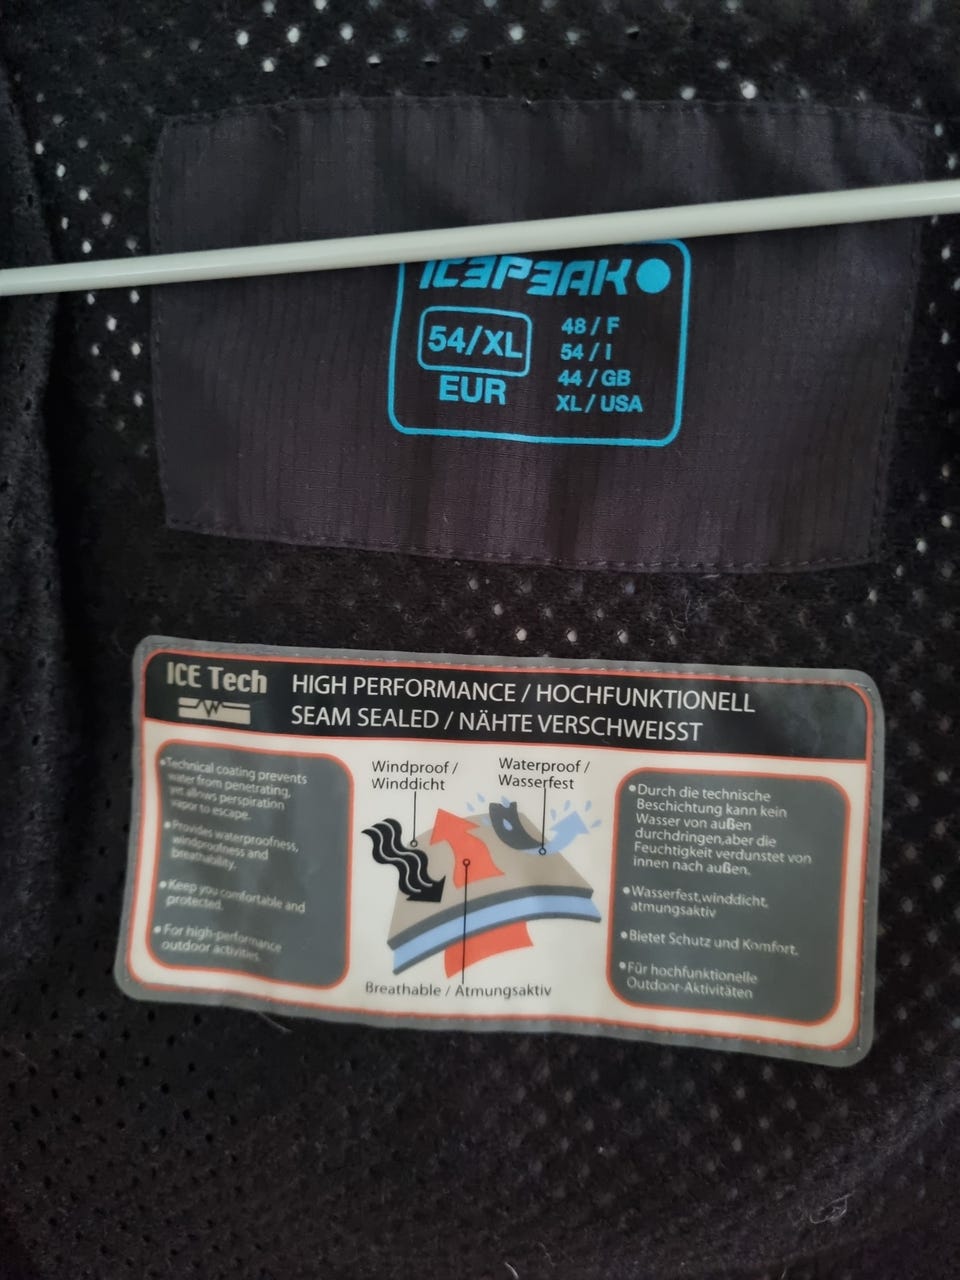 ICEPEAK
54/XL
EUR
48 / F
54 / I
44 / GB
XL / USA
ICE Tech
HIGH PERFORMANCE / HOCHFUNKTIONELL
SEAM SEALED / NÄHTE VERSCHWEISST
•Technical coating prevents
water from penetrating,
yet allows perspiration
vapor to escape.
•Provides waterproofness,
windproofness and
breathability.
•Keep you comfortable and
protected.
•For high-performance
outdoor activities.
Windproof /
Winddicht
Waterproof /
Wasserfest
Breathable / Atmungsaktiv
•Durch die technische
Beschichtung kann kein
Wasser von außen
durchdringen,aber die
Feuchtigkeit verdunstet von
innen nach außen.
•Wasserfest,winddicht,
atmungsaktiv
•Bietet Schutz und Komfort.
•Für hochfunktionelle
Outdoor-Aktivitäten